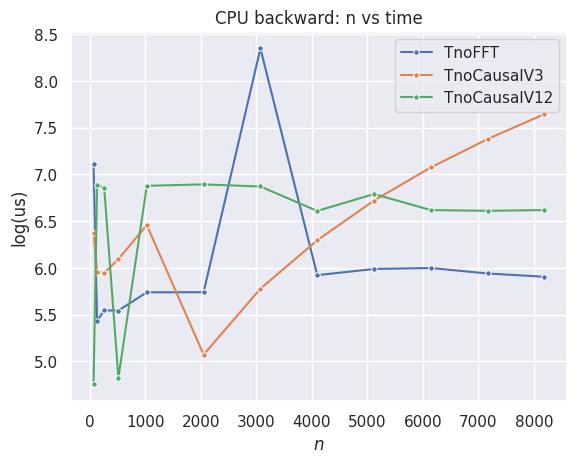 CPU backward: n vs time
TnoFFT
TnoCausalV3
TnoCausalV12
log(us)
8.5
8.0
7.5
7.0
6.5
6.0
5.5
5.0
0 1000 2000 3000 4000 5000 6000 7000 8000
n